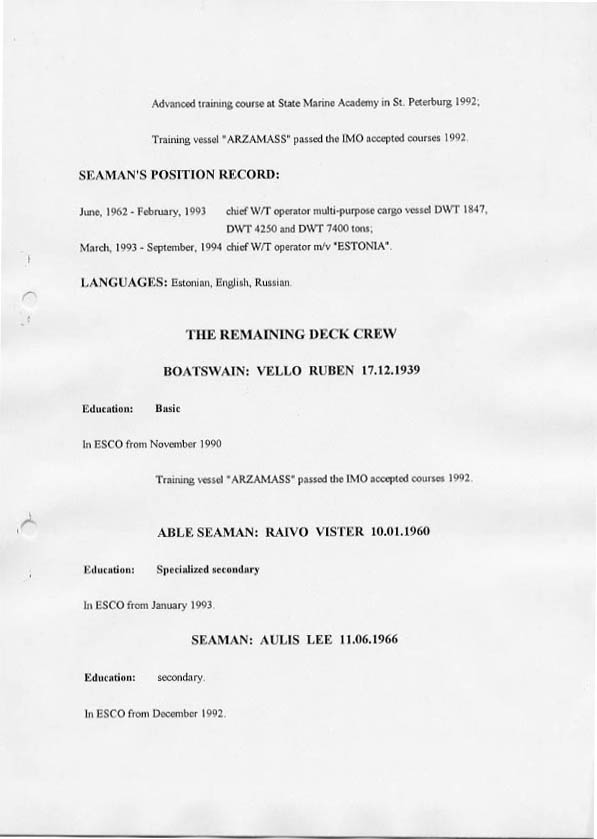 Advanced training course at State Marine Academy in St. Peterburg 1992;
Training vessel "ARZAMASS" passed the IMO accepted courses 1992.
SEAMAN'S POSITION RECORD:
June, 1962 - February, 1993 chief W/T operator multi-purpose cargo vessel DWT 1847,
DWT 4250 and DWT 7400 tons;
March, 1993 - September, 1994 chief W/T operator m/v "ESTONIA".
LANGUAGES: Estonian, English, Russian.
THE REMAINING DECK CREW
BOATSWAIN: VELLO RUBEN 17.12.1939
Education: Basic
In ESCO from November 1990
Training vessel "ARZAMASS" passed the IMO accepted courses 1992.
ABLE SEAMAN: RAIVO VISTER 10.01.1960
Education: Specialized secondary
In ESCO from January 1993.
SEAMAN: AULIS LEE 11.06.1966
Education: secondary.
In ESCO from December 1992.